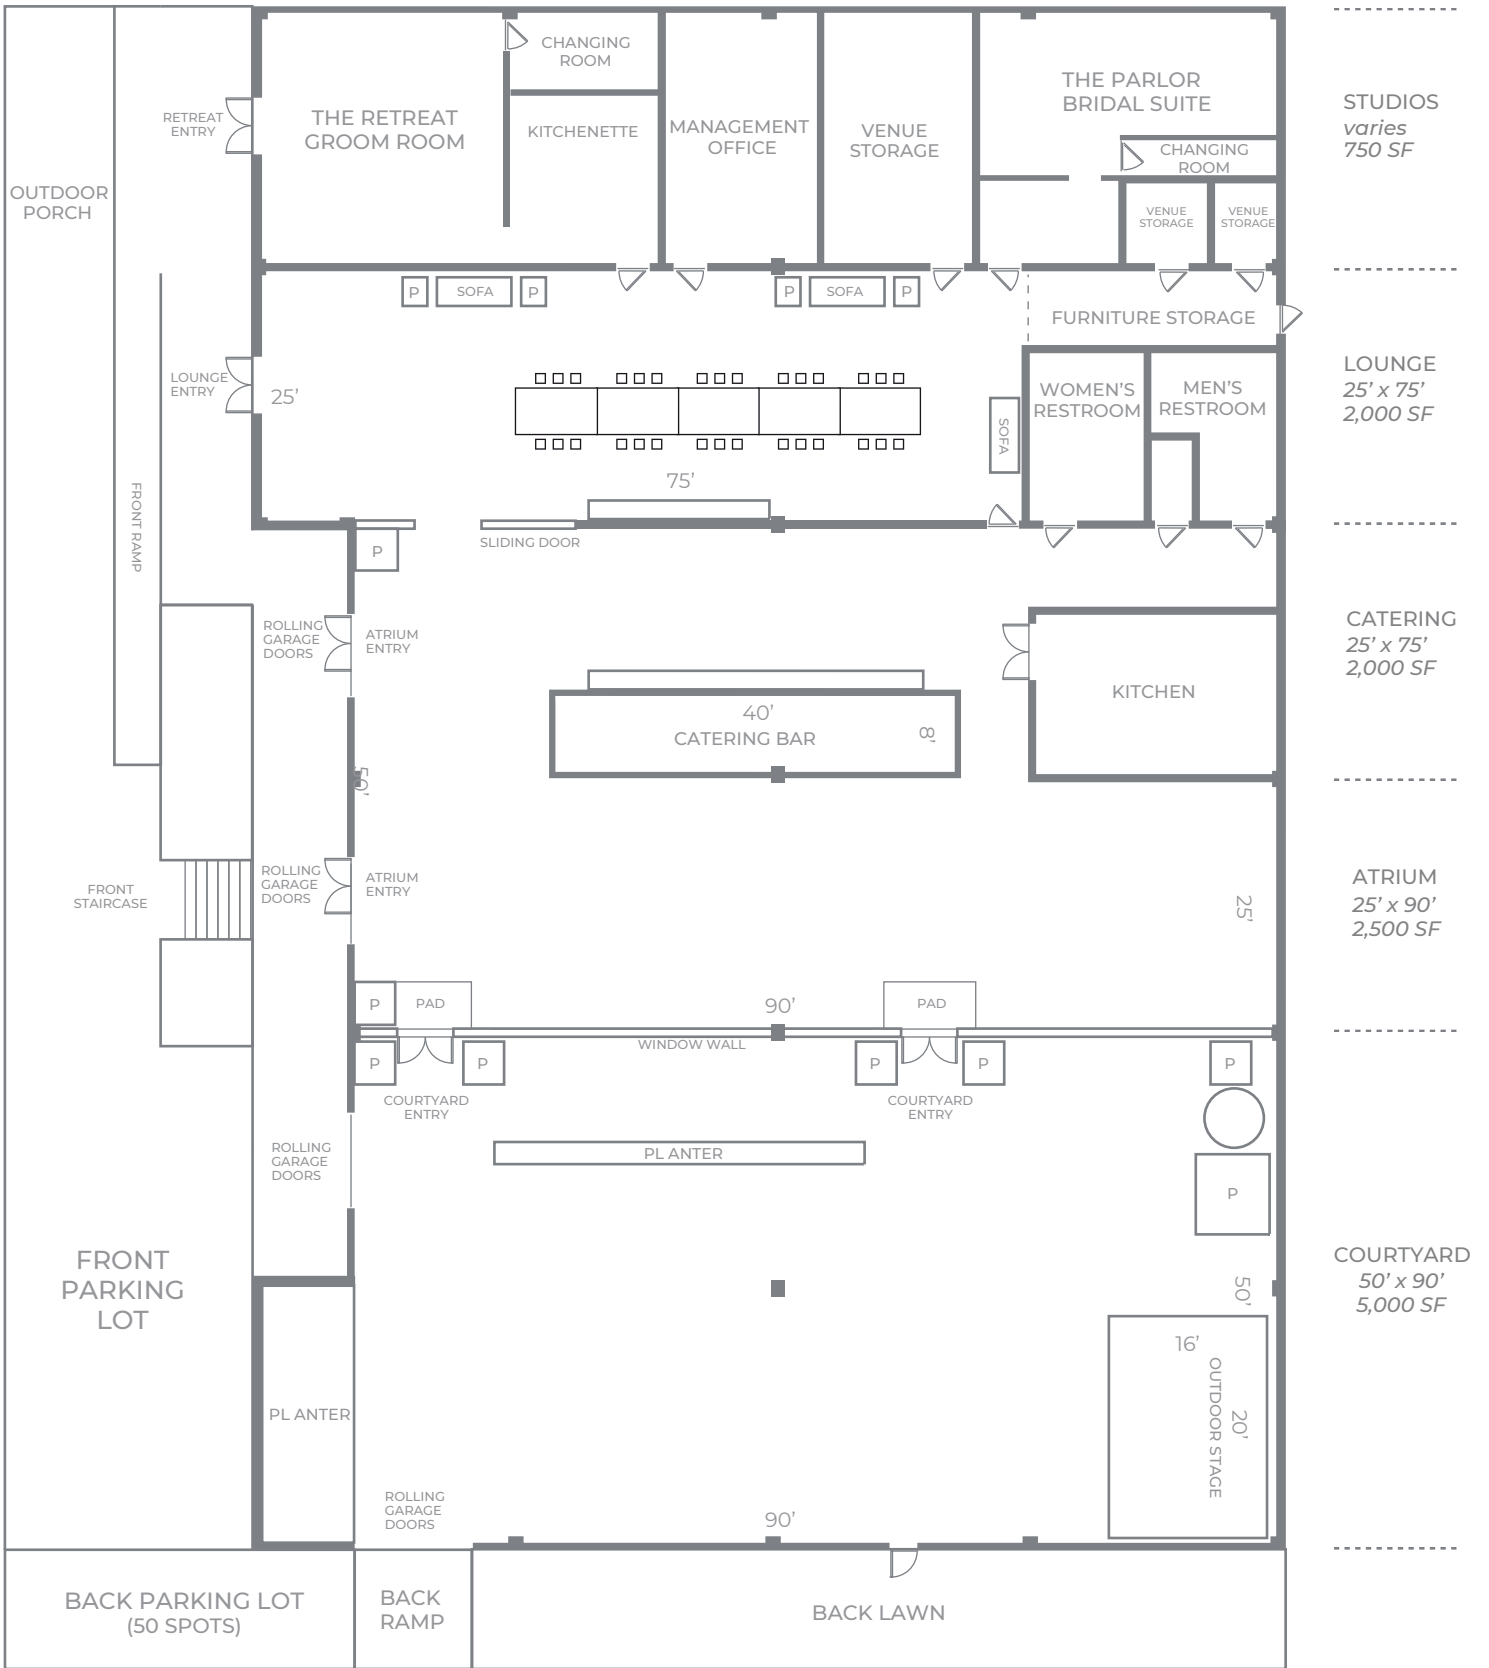 CHANGING
ROOM
THE RETREAT
GROOM ROOM
KITCHENETTE
MANAGEMENT
OFFICE
VENUE
STORAGE
THE PARLOR
BRIDAL SUITE
CHANGING
ROOM
VENUE
STORAGE
VENUE
STORAGE
STUDIOS
varies
750 SF
RETREAT
ENTRY
OUTDOOR
PORCH
P
SOFA
P
P
SOFA
P
FURNITURE STORAGE
LOUNGE
ENTRY
25’
75’
SOFA
WOMEN’S
RESTROOM
MEN’S
RESTROOM
LOUNGE
25’ x 75’
2,000 SF
FRONT RAMP
SLIDING DOOR
P
ROLLING
GARAGE
DOORS
ATRIUM
ENTRY
40’
CATERING BAR
8’
KITCHEN
CATERING
25’ x 75’
2,000 SF
50’
FRONT
STAIRCASE
ROLLING
GARAGE
DOORS
ATRIUM
ENTRY
25’
ATRIUM
25’ x 90’
2,500 SF
P
PAD
90’
PAD
WINDOW WALL
P
P
P
P
P
COURTYARD
ENTRY
COURTYARD
ENTRY
ROLLING
GARAGE
DOORS
PL ANTER
P
FRONT
PARKING
LOT
50’
COURTYARD
50’ x 90’
5,000 SF
16’
OUTDOOR STAGE
20’
PL ANTER
ROLLING
GARAGE
DOORS
90’
BACK PARKING LOT
(50 SPOTS)
BACK
RAMP
BACK LAWN